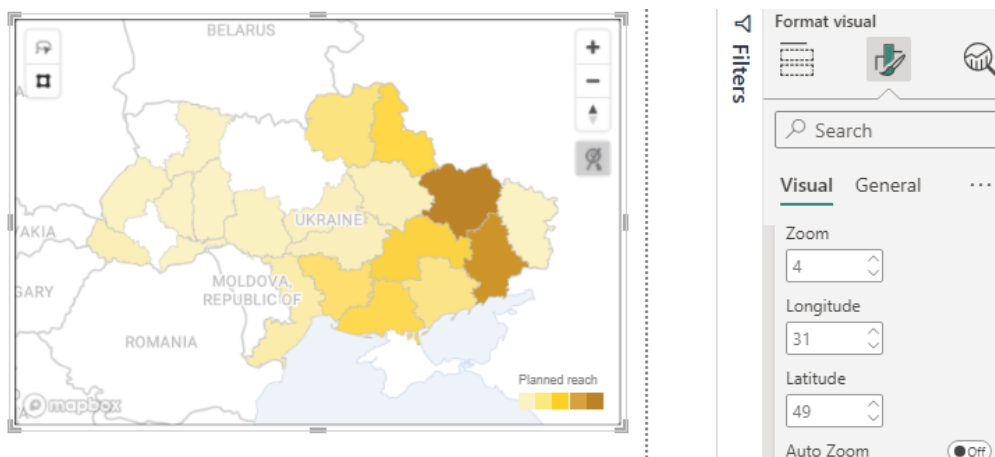 BELARUS
UKRAINE
MOLDOVA,
REPUBLIC OF
ROMANIA
AKIA
GARY
Planned reach
mapbox
Filters
Format visual
Search
Visual General ...
Zoom
4
Longitude
31
Latitude
49
Auto Zoom Off